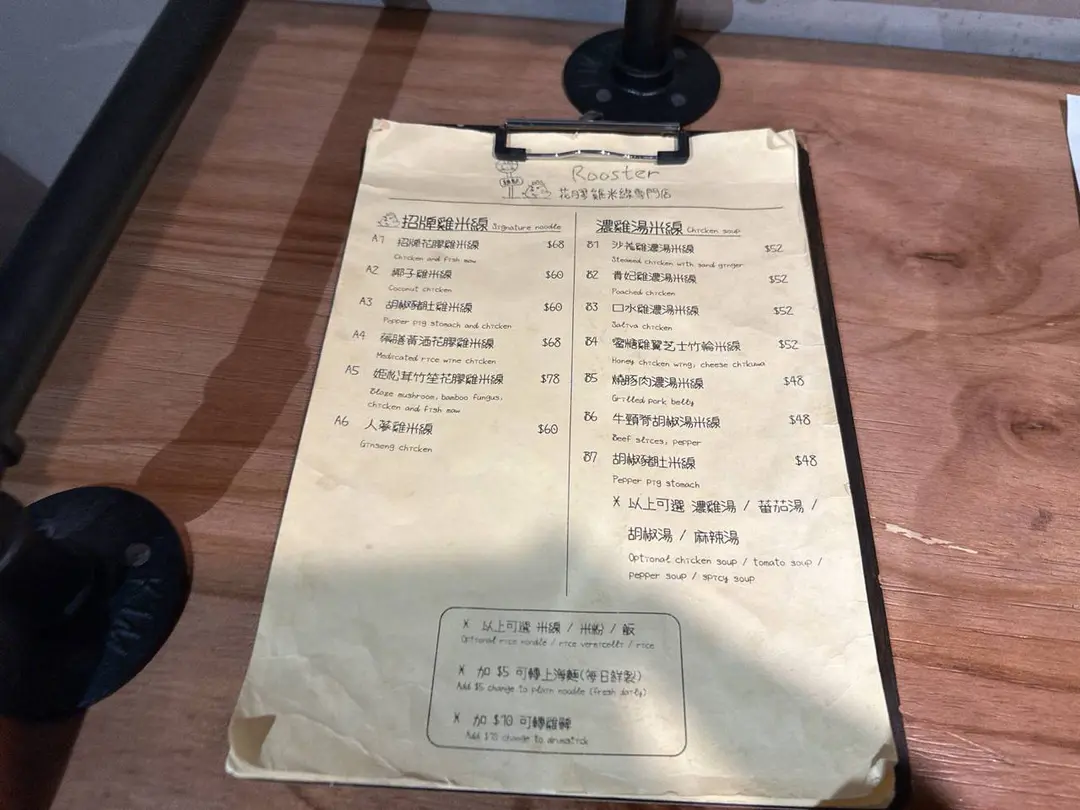 Rooster
花膠雞米線專門店
招牌雞米線 Signature noodle
A1 招牌花膠雞米線 $68
Chicken and fish maw
A2 椰子雞米線 $60
Coconut chicken
A3 胡椒豬肚雞米線 $60
Pepper pig stomach and chicken
A4 藥膳黃酒花膠雞米線 $68
Medicated rice wine chicken
A5 姬松茸竹笙花膠雞米線 $78
Blaze mushroom, bamboo fungus,
chicken and fish maw
A6 人蔘雞米線 $60
Ginseng chicken
濃雞湯米線 Chicken soup
B1 沙薑雞濃湯米線 $52
Steamed chicken with sand ginger
B2 貴妃雞濃湯米線 $52
Poached chicken
B3 口水雞濃湯米線 $52
Saliva chicken
B4 蜜糖雞翼芝士竹輪米線 $52
Honey chicken wing, cheese chikuwa
B5 燒豚肉濃湯米線 $48
Grilled pork belly
B6 牛頸脊胡椒湯米線 $48
Beef slices, pepper
B7 胡椒豬肚米線 $48
Pepper pig stomach
* 以上可選 濃雞湯 / 蕃茄湯 /
胡椒湯 / 麻辣湯
Optional chicken soup / tomato soup /
pepper soup / spicy soup
* 以上可選 米線 / 米粉 / 飯
Optional rice noodle / rice vermicelli / rice
* 加 $5 可轉上海麵(每日鮮製)
Add $5 change to plain noodle (fresh daily)
* 加 $10 可轉雞髀
Add $10 change to drumstick